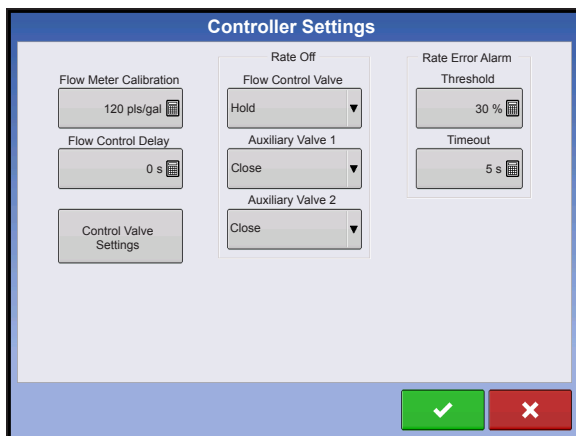 Controller Settings
Flow Meter Calibration
120 pls/gal
Flow Control Delay
0 s
Control Valve
Settings
Rate Off
Flow Control Valve
Hold
Auxiliary Valve 1
Close
Auxiliary Valve 2
Close
Rate Error Alarm
Threshold
30 %
Timeout
5 s